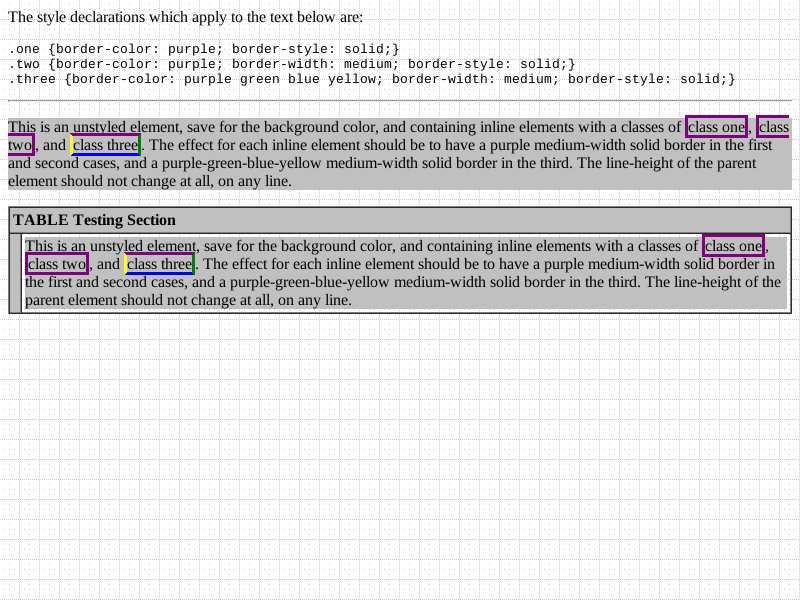 The style declarations which apply to the text below are:
.one {border-color: purple; border-style: solid;}
.two {border-color: purple; border-width: medium; border-style: solid;}
.three {border-color: purple green blue yellow; border-width: medium; border-style: solid;}
This is an unstyled element, save for the background color, and containing inline elements with a classes of class one, class
two, and class three. The effect for each inline element should be to have a purple medium-width solid border in the first
and second cases, and a purple-green-blue-yellow medium-width solid border in the third. The line-height of the parent
element should not change at all, on any line.
TABLE Testing Section
This is an unstyled element, save for the background color, and containing inline elements with a classes of class one,
class two, and class three. The effect for each inline element should be to have a purple medium-width solid border in
the first and second cases, and a purple-green-blue-yellow medium-width solid border in the third. The line-height of the
parent element should not change at all, on any line.